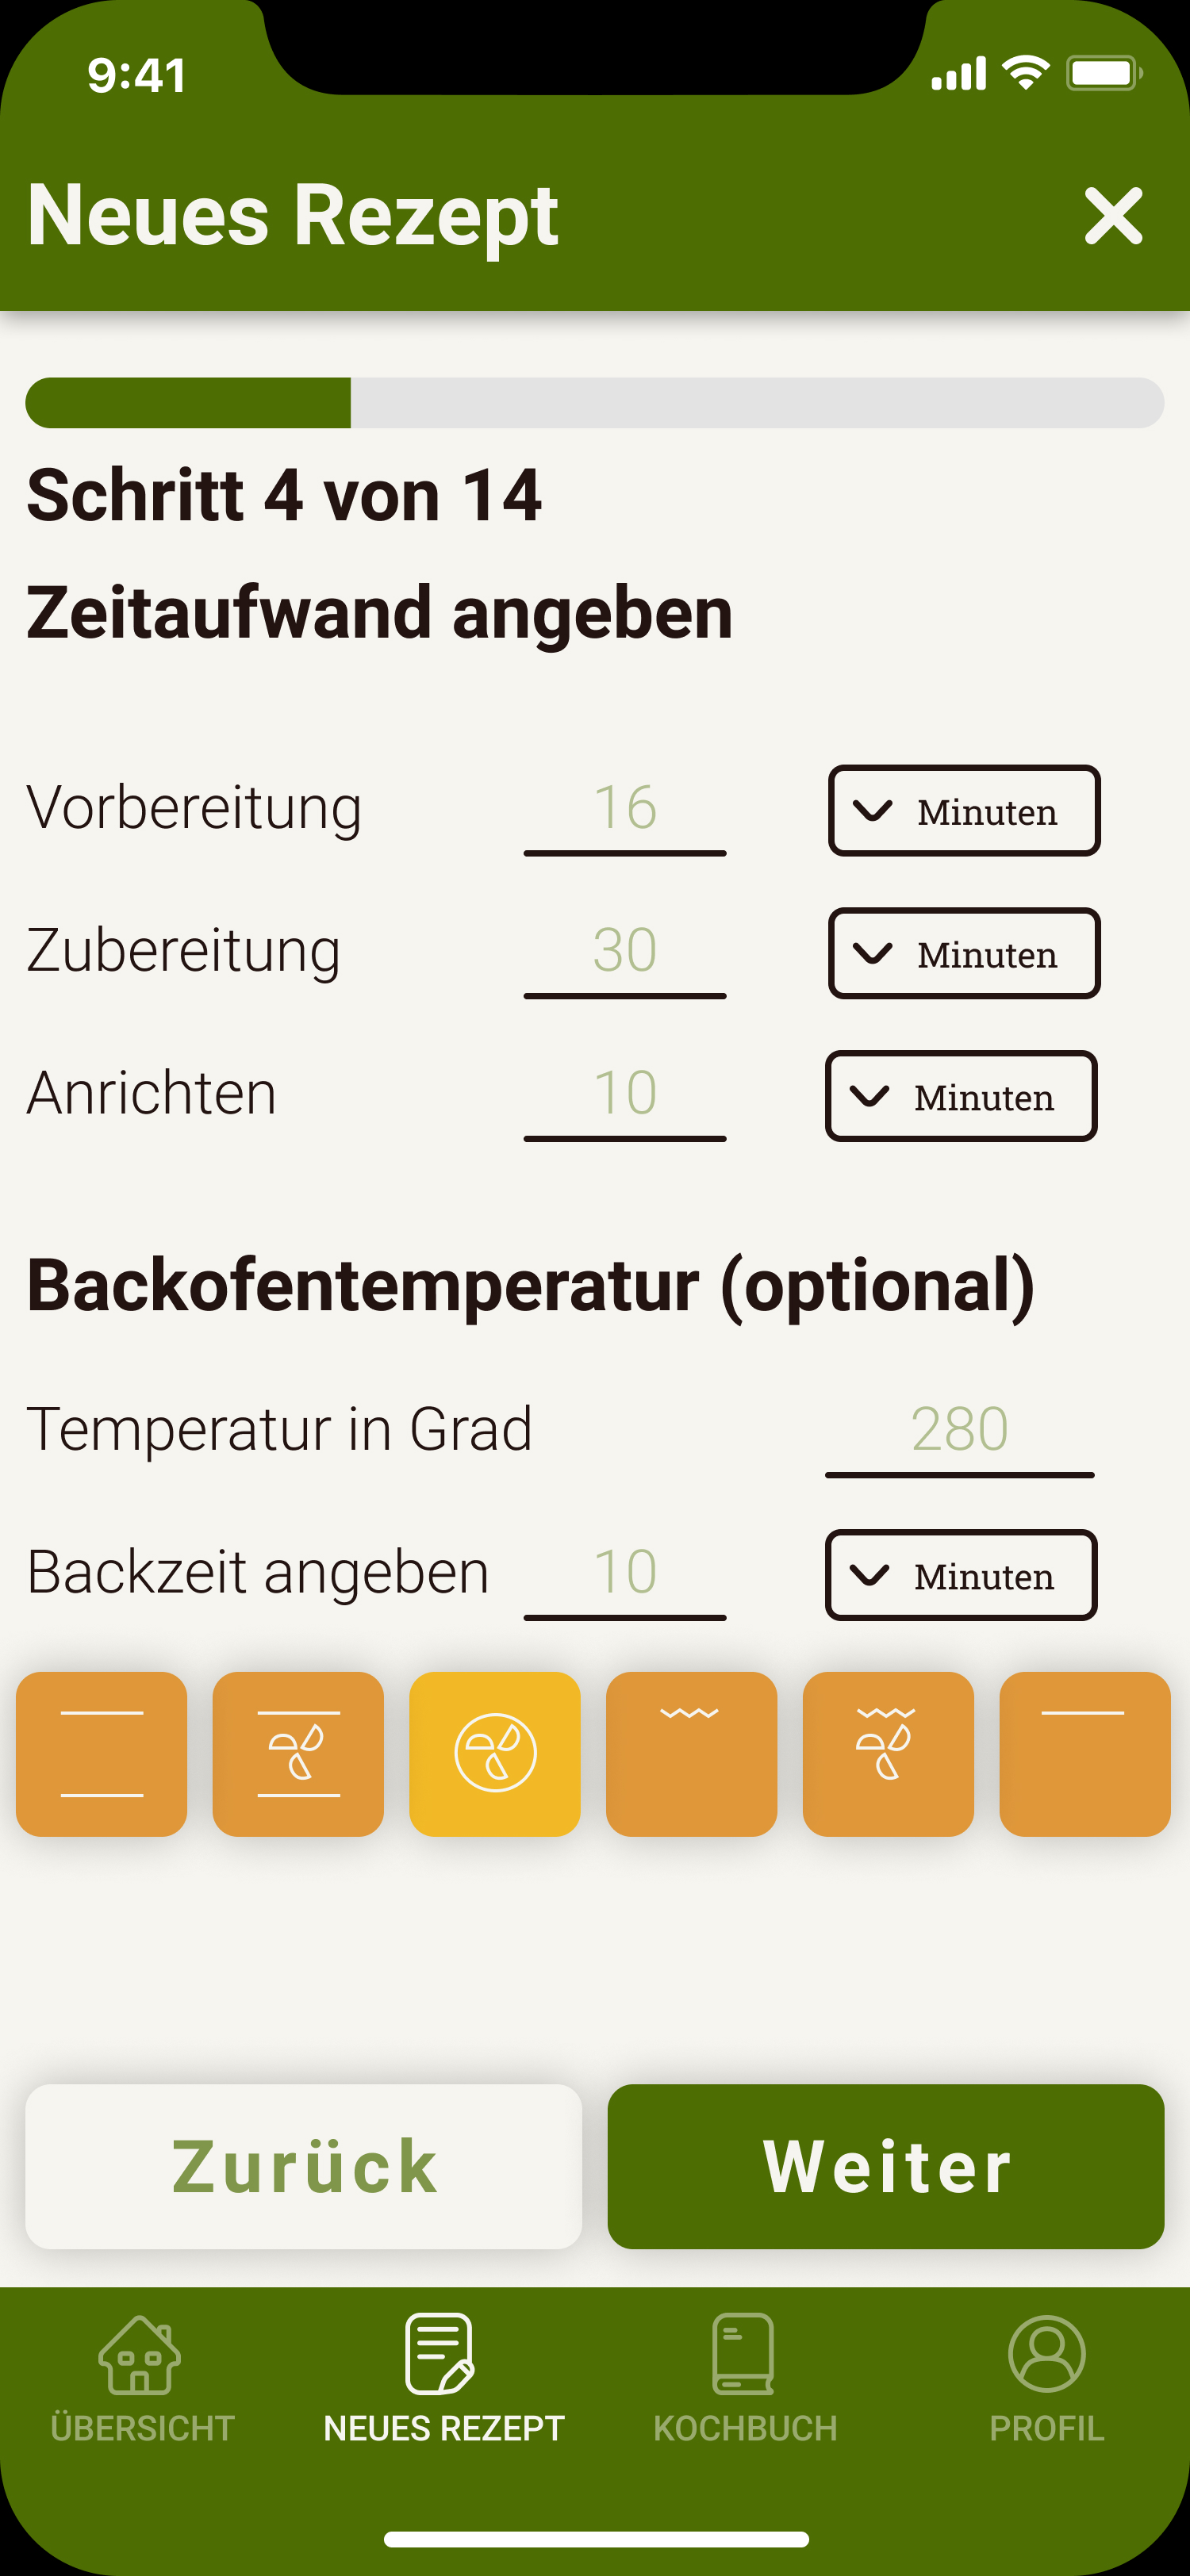 9:41
Neues Rezept
Schritt 4 von 14
Zeitaufwand angeben
Vorbereitung 16 Minuten
Zubereitung 30 Minuten
Anrichten 10 Minuten
Backofentemperatur (optional)
Temperatur in Grad 280
Backzeit angeben 10 Minuten
Zurück Weiter
ÜBERSICHT NEUES REZEPT KOCHBUCH PROFIL